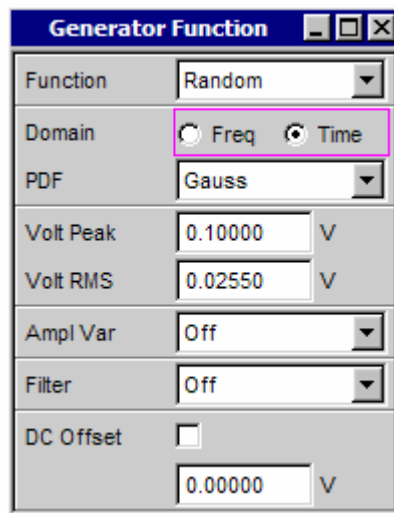 Generator Function
Function Random
Domain Freq Time
PDF Gauss
Volt Peak 0.10000 V
Volt RMS 0.02550 V
Ampl Var Off
Filter Off
DC Offset
0.00000 V